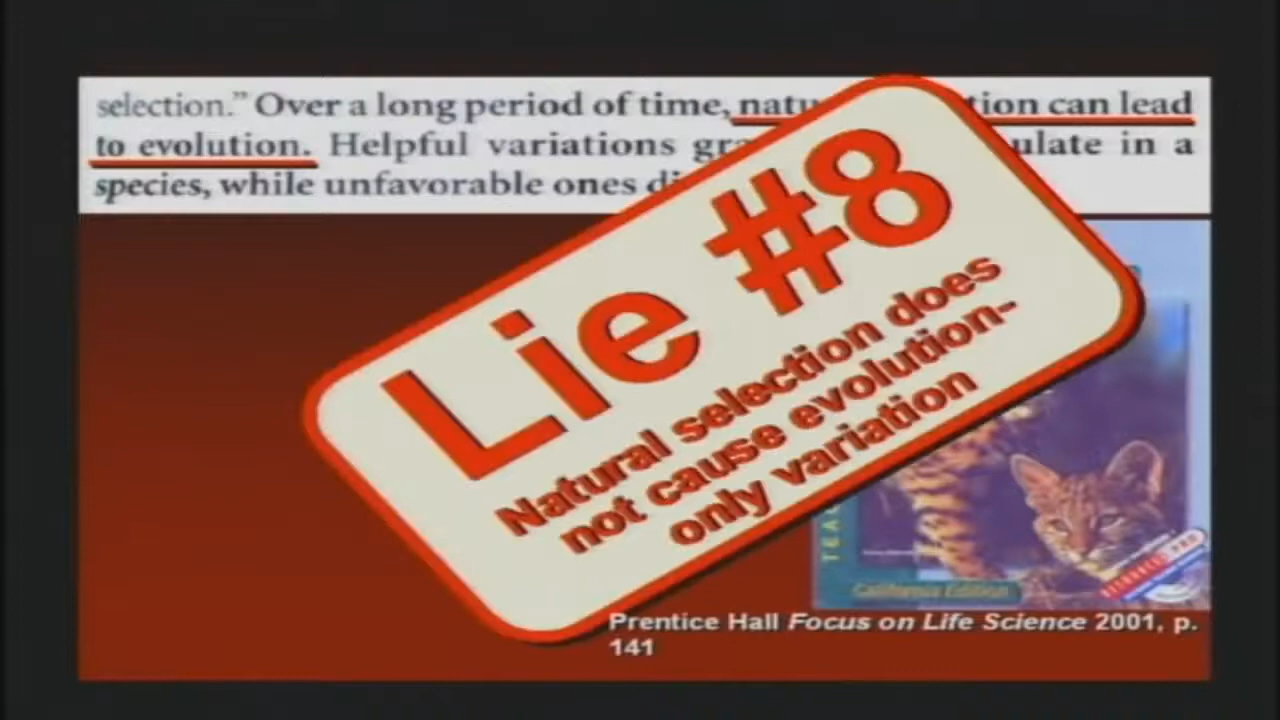 selection." Over a long period of time, natu tion can lead
to evolution. Helpful variations gra ulate in a
species, while unfavorable ones di
Lie #8
Natural selection does
not cause evolution-
only variation
TEA
California Edition
Prentice Hall Focus on Life Science 2001, p.
141